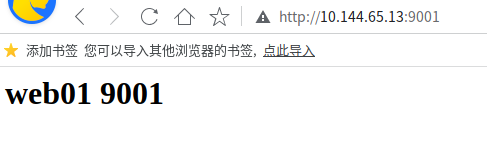 http://10.144.65.13:9001
添加书签 您可以导入其他浏览器的书签, 点此导入
web01 9001